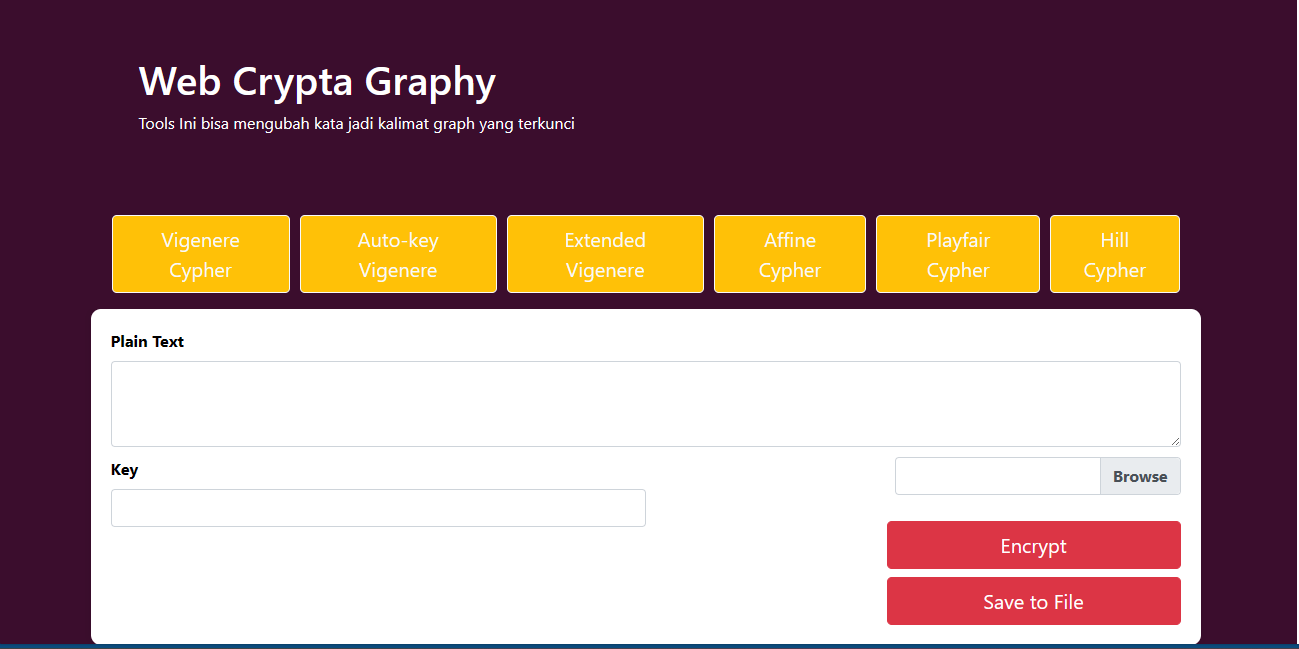 Web Crypta Graphy
Tools Ini bisa mengubah kata jadi kalimat graph yang terkunci
Vigenere
Cypher
Auto-key
Vigenere
Extended
Vigenere
Affine
Cypher
Playfair
Cypher
Hill
Cypher
Plain Text
Key
Browse
Encrypt
Save to File